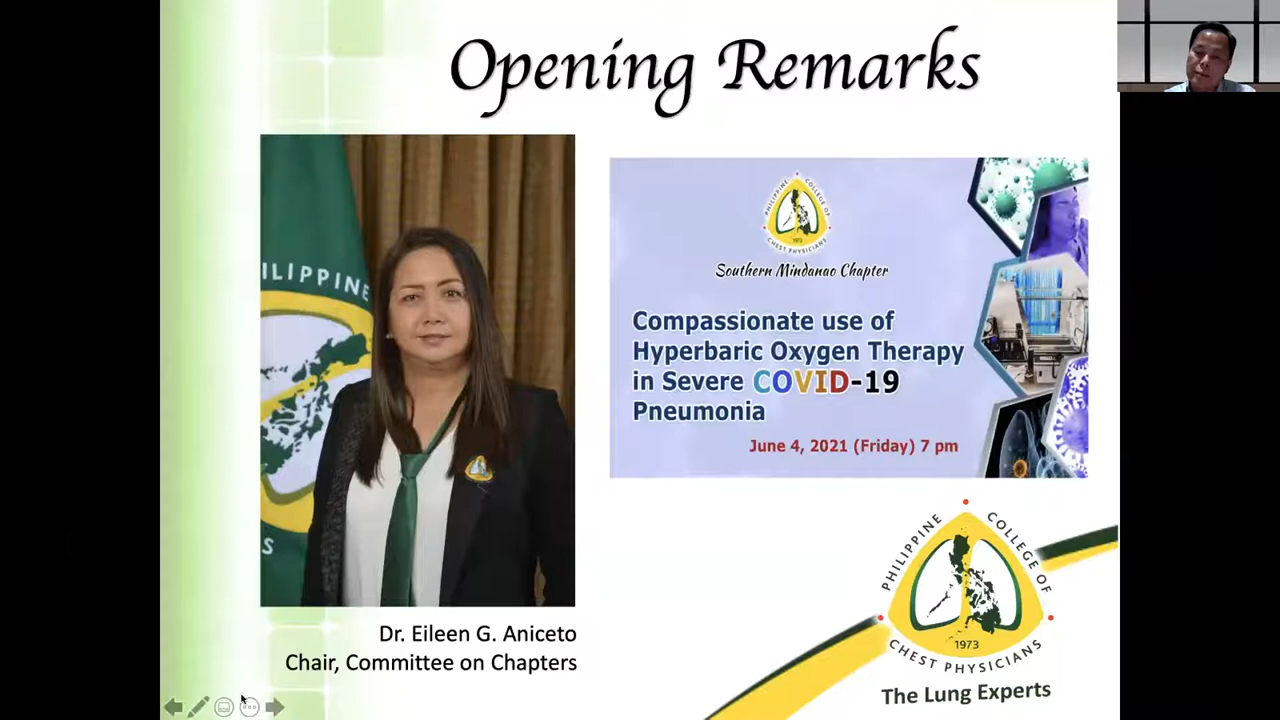 Opening Remarks
ILIPPINE
S
PHILIPPINE COLLEGE OF
CHEST PHYSICIANS
1973
Southern Mindanao Chapter
Compassionate use of
Hyperbaric Oxygen Therapy
in Severe COVID-19
Pneumonia
June 4, 2021 (Friday) 7 pm
Dr. Eileen G. Aniceto
Chair, Committee on Chapters
PHILIPPINE COLLEGE OF
1973
CHEST PHYSICIANS
The Lung Experts